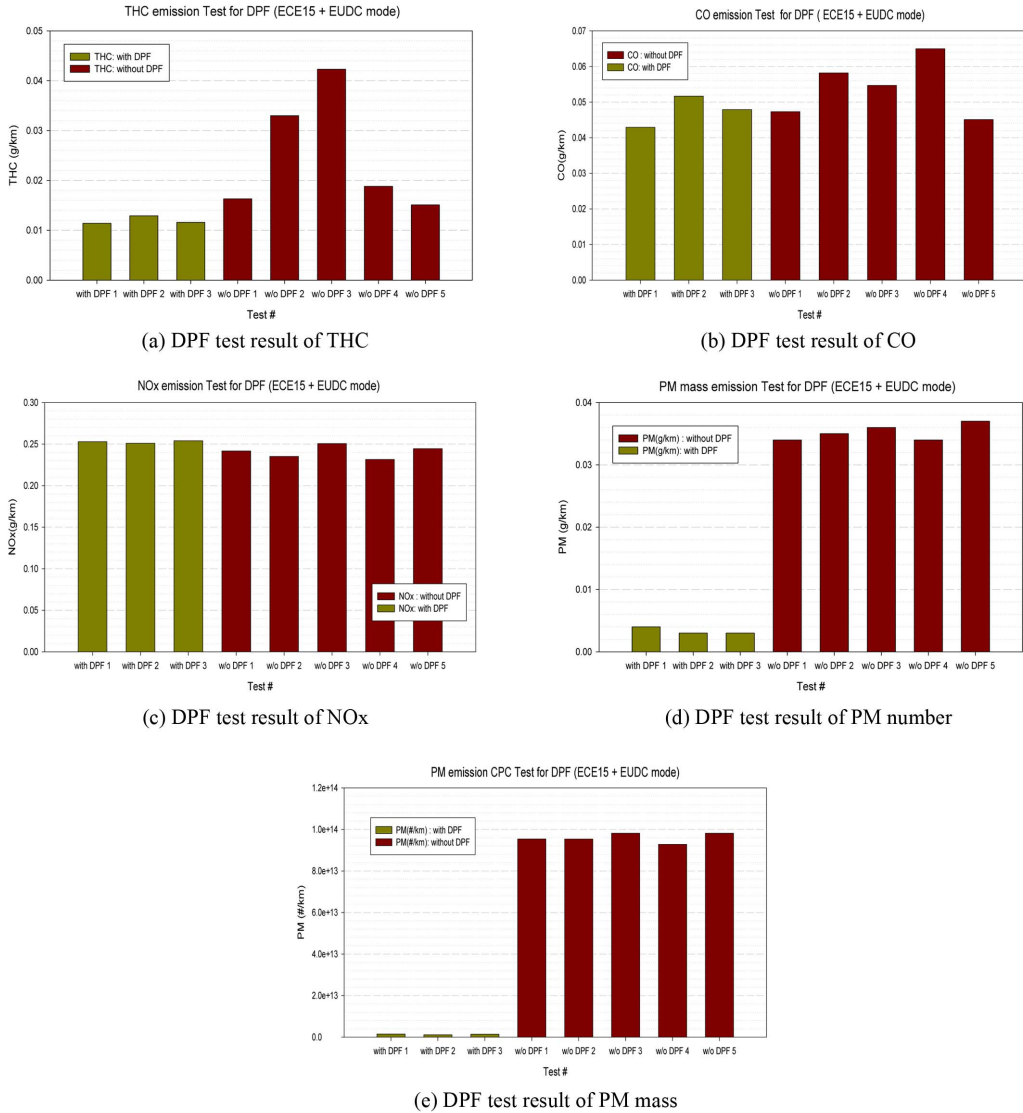 THC emission Test for DPF (ECE15 + EUDC mode)
0.05
0.04
0.03
0.02
0.01
0.00
THC (g/km)
THC: with DPF
THC: without DPF
with DPF 1 with DPF 2 with DPF 3 w/o DPF 1 w/o DPF 2 w/o DPF 3 w/o DPF 4 w/o DPF 5
Test #
(a) DPF test result of THC
CO emission Test for DPF ( ECE15 + EUDC mode)
0.07
0.06
0.05
0.04
0.03
0.02
0.01
0.00
CO(g/km)
CO : without DPF
CO: with DPF
with DPF 1 with DPF 2 with DPF 3 w/o DPF 1 w/o DPF 2 w/o DPF 3 w/o DPF 4 w/o DPF 5
Test #
(b) DPF test result of CO
NOx emission Test for DPF (ECE15 + EUDC mode)
0.30
0.25
0.20
0.15
0.10
0.05
0.00
NOx(g/km)
NOx : without DPF
NOx: with DPF
with DPF 1 with DPF 2 with DPF 3 w/o DPF 1 w/o DPF 2 w/o DPF 3 w/o DPF 4 w/o DPF 5
Test #
(c) DPF test result of NOx
PM mass emission Test for DPF (ECE15 + EUDC mode)
0.04
0.03
0.02
0.01
0.00
PM (g/km)
PM(g/km) : without DPF
PM(g/km): with DPF
with DPF 1 with DPF 2 with DPF 3 w/o DPF 1 w/o DPF 2 w/o DPF 3 w/o DPF 4 w/o DPF 5
Test #
(d) DPF test result of PM number
PM emission CPC Test for DPF (ECE15 + EUDC mode)
1.2e+14
1.0e+14
8.0e+13
6.0e+13
4.0e+13
2.0e+13
0.0
PM (#/km)
PM(#/km) : with DPF
PM(#/km): without DPF
with DPF 1 with DPF 2 with DPF 3 w/o DPF 1 w/o DPF 2 w/o DPF 3 w/o DPF 4 w/o DPF 5
Test #
(e) DPF test result of PM mass